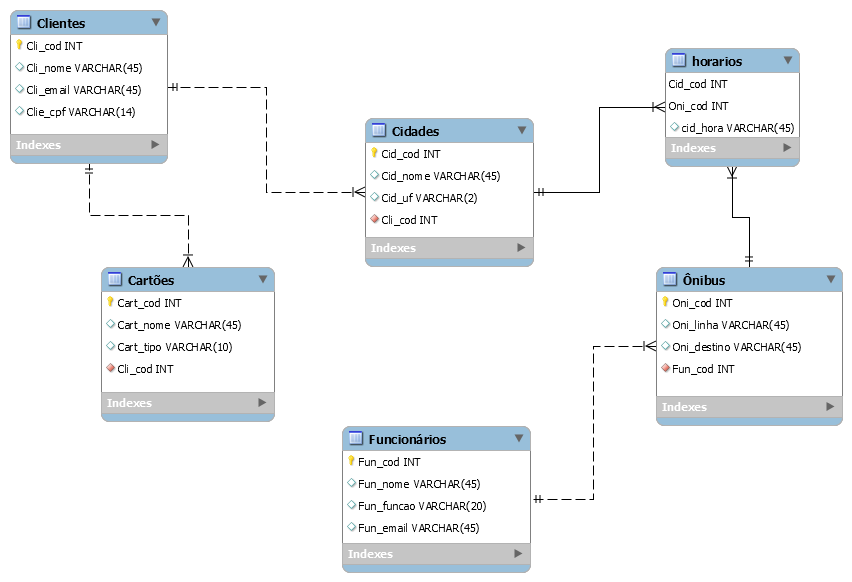 Clientes
Cli_cod INT
Cli_nome VARCHAR(45)
Cli_email VARCHAR(45)
Clie_cpf VARCHAR(14)
Indexes
Cidades
Cid_cod INT
Cid_nome VARCHAR(45)
Cid_uf VARCHAR(2)
Cli_cod INT
Indexes
horarios
Cid_cod INT
Oni_cod INT
cid_hora VARCHAR(45)
Indexes
Cartões
Cart_cod INT
Cart_nome VARCHAR(45)
Cart_tipo VARCHAR(10)
Cli_cod INT
Indexes
Ônibus
Oni_cod INT
Oni_linha VARCHAR(45)
Oni_destino VARCHAR(45)
Fun_cod INT
Indexes
Funcionários
Fun_cod INT
Fun_nome VARCHAR(45)
Fun_funcao VARCHAR(20)
Fun_email VARCHAR(45)
Indexes